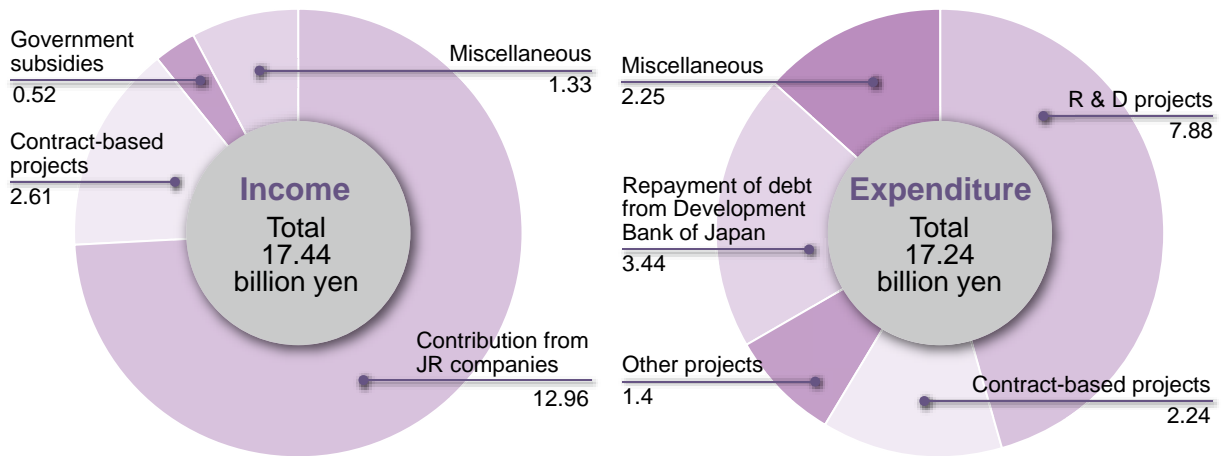 Government
subsidies
0.52
Contract-based
projects
2.61
Miscellaneous
1.33
Income
Total
17.44
billion yen
Contribution from
JR companies
12.96
Miscellaneous
2.25
R & D projects
7.88
Repayment of debt
from Development
Bank of Japan
3.44
Expenditure
Total
17.24
billion yen
Other projects
1.4
Contract-based projects
2.24